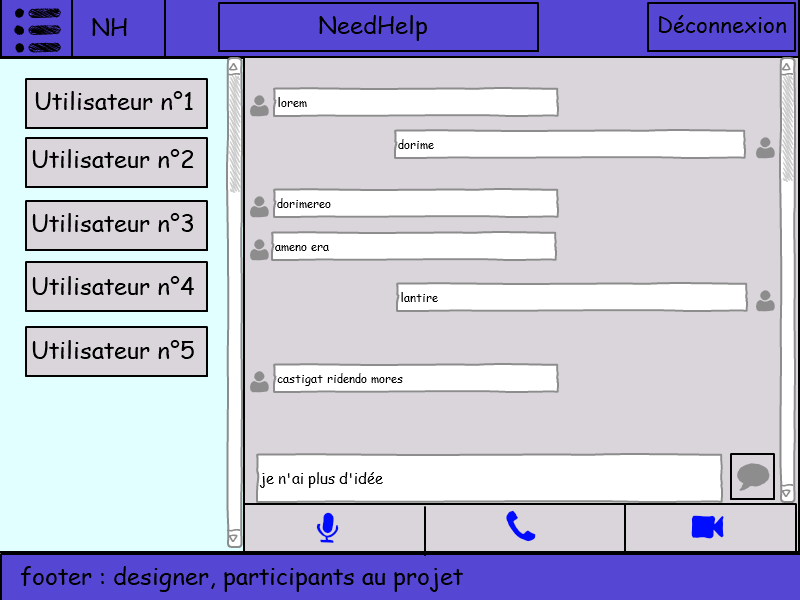 NH
NeedHelp
Déconnexion
Utilisateur n°1
Utilisateur n°2
Utilisateur n°3
Utilisateur n°4
Utilisateur n°5
lorem
dorime
dorimereo
ameno era
lantire
castigat ridendo mores
je n'ai plus d'idée
footer : designer, participants au projet